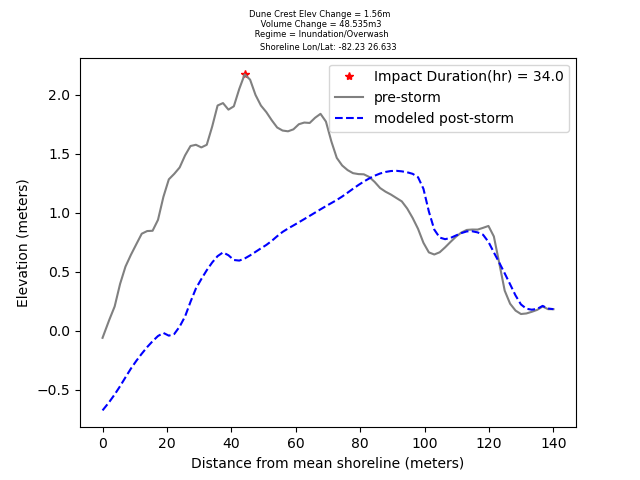 Dune Crest Elev Change = 1.56m
Volume Change = 48.535m3
Regime = Inundation/Overwash
Shoreline Lon/Lat: -82.23 26.633
Impact Duration(hr) = 34.0
pre-storm
modeled post-storm
Elevation (meters)
2.0
1.5
1.0
0.5
0.0
−0.5
0 20 40 60 80 100 120 140
Distance from mean shoreline (meters)